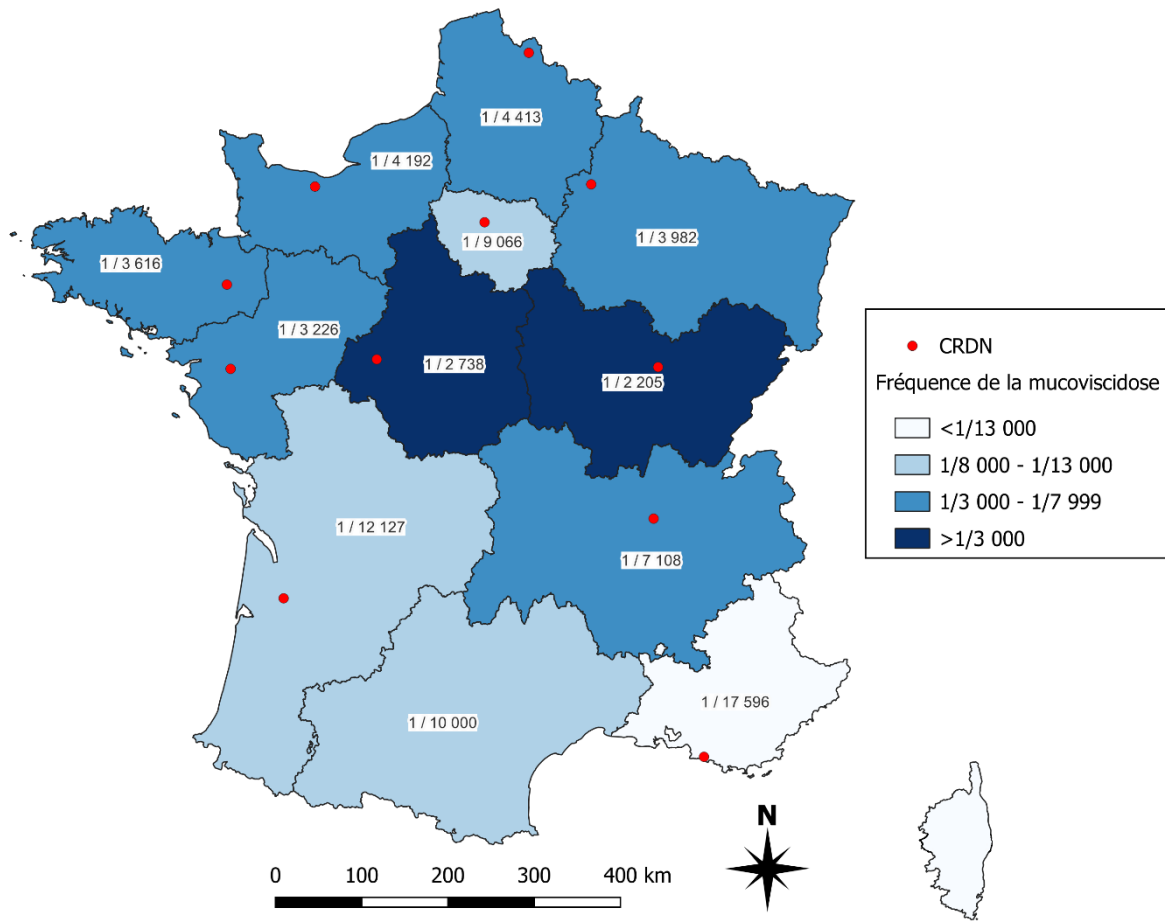 1 / 4 413
1 / 4 192
1 / 9 066
1 / 3 982
1 / 3 616
1 / 3 226
1 / 2 738
1 / 2 205
1 / 12 127
1 / 7 108
1 / 10 000
1 / 17 596
CRDN
Fréquence de la mucoviscidose
<1/13 000
1/8 000 - 1/13 000
1/3 000 - 1/7 999
>1/3 000
N
0 100 200 300 400 km